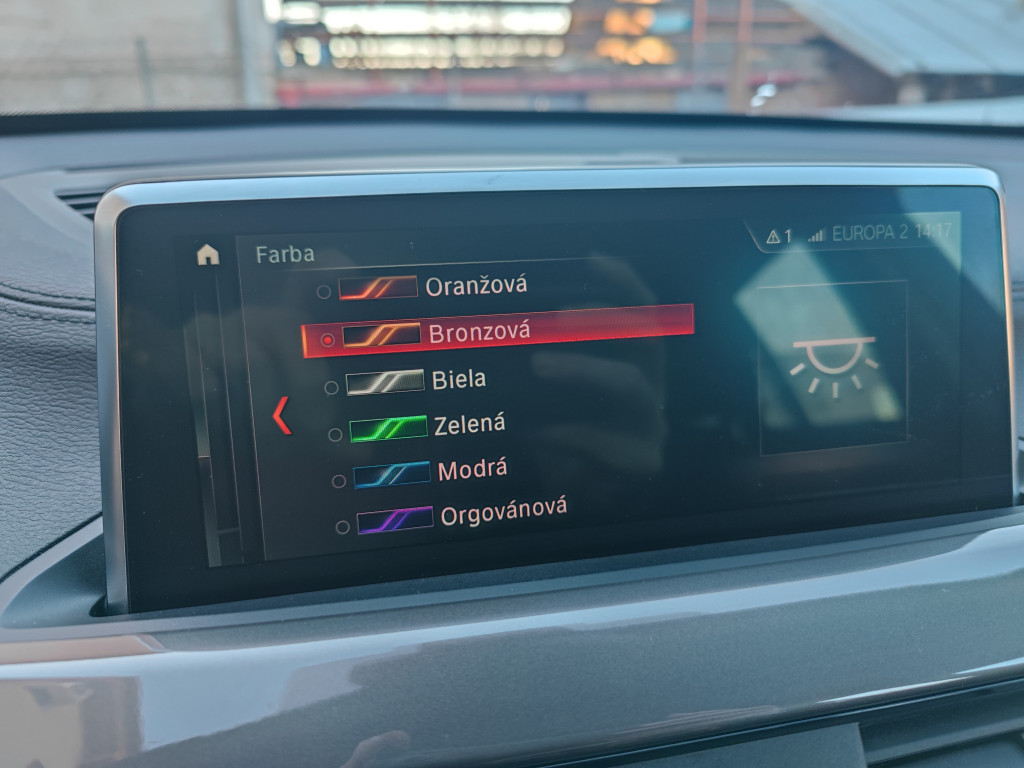 Farba
1 EUROPA 2 14:17
Oranžová
Bronzová
Biela
Zelená
Modrá
Orgovánová